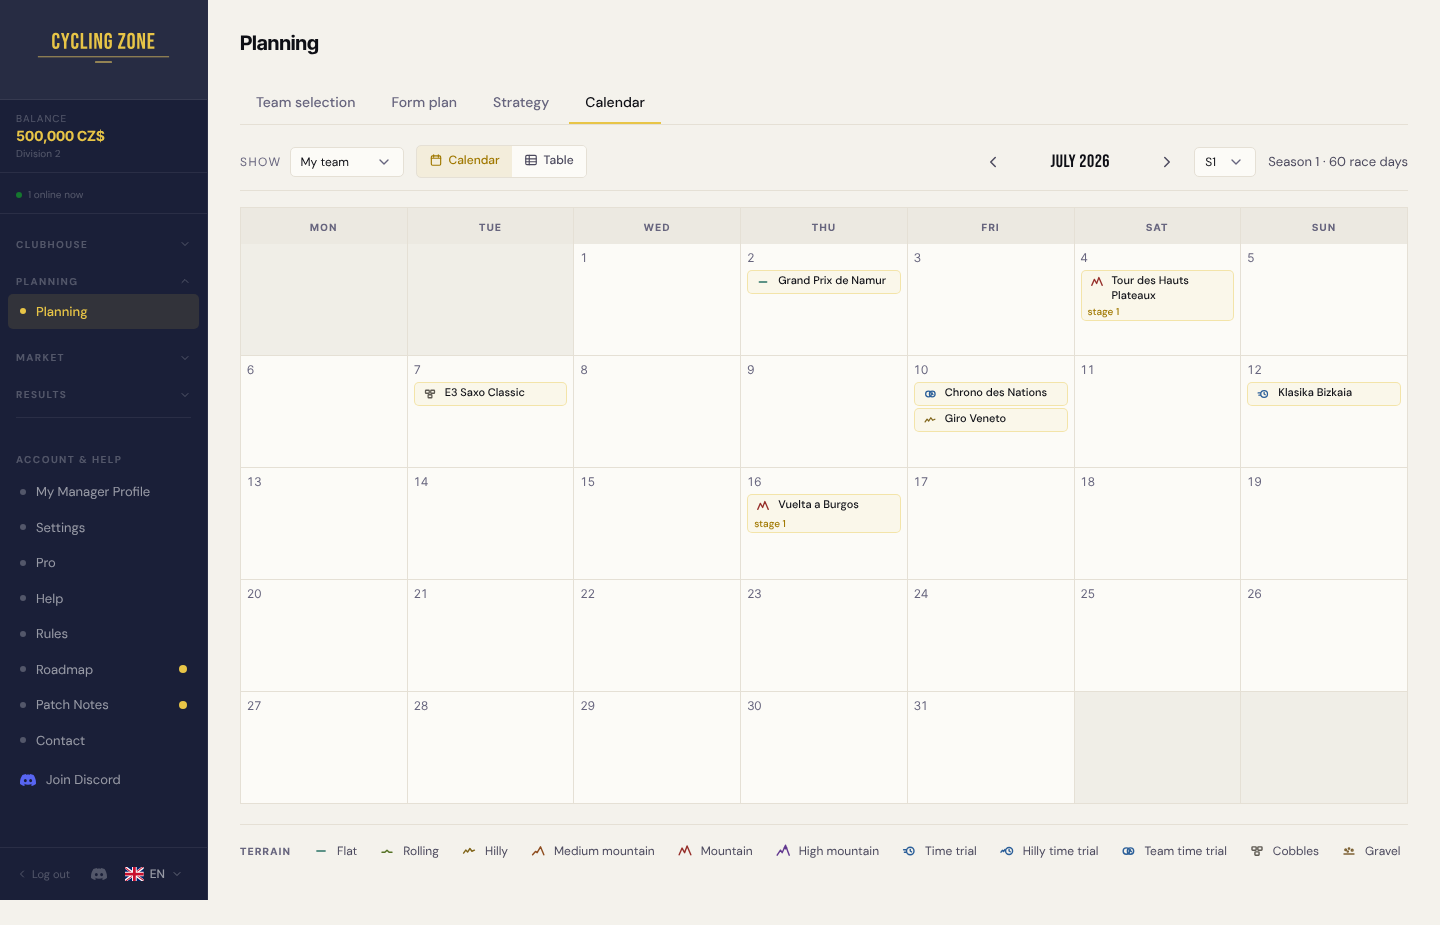 CYCLING ZONE
BALANCE
500,000 CZ$
Division 2
1 online now
CLUBHOUSE
PLANNING
Planning
MARKET
RESULTS
ACCOUNT & HELP
My Manager Profile
Settings
Pro
Help
Rules
Roadmap
Patch Notes
Contact
Join Discord
Log out
EN
Planning
Team selection Form plan Strategy Calendar
SHOW My team Calendar Table JULY 2026 S1 Season 1 · 60 race days
MON TUE WED THU FRI SAT SUN
1 2 3 4 5
Grand Prix de Namur
Tour des Hauts
Plateaux
stage 1
6 7 8 9 10 11 12
E3 Saxo Classic
Chrono des Nations
Giro Veneto
Klasika Bizkaia
13 14 15 16 17 18 19
Vuelta a Burgos
stage 1
20 21 22 23 24 25 26
27 28 29 30 31
TERRAIN Flat Rolling Hilly Medium mountain Mountain High mountain Time trial Hilly time trial Team time trial Cobbles Gravel